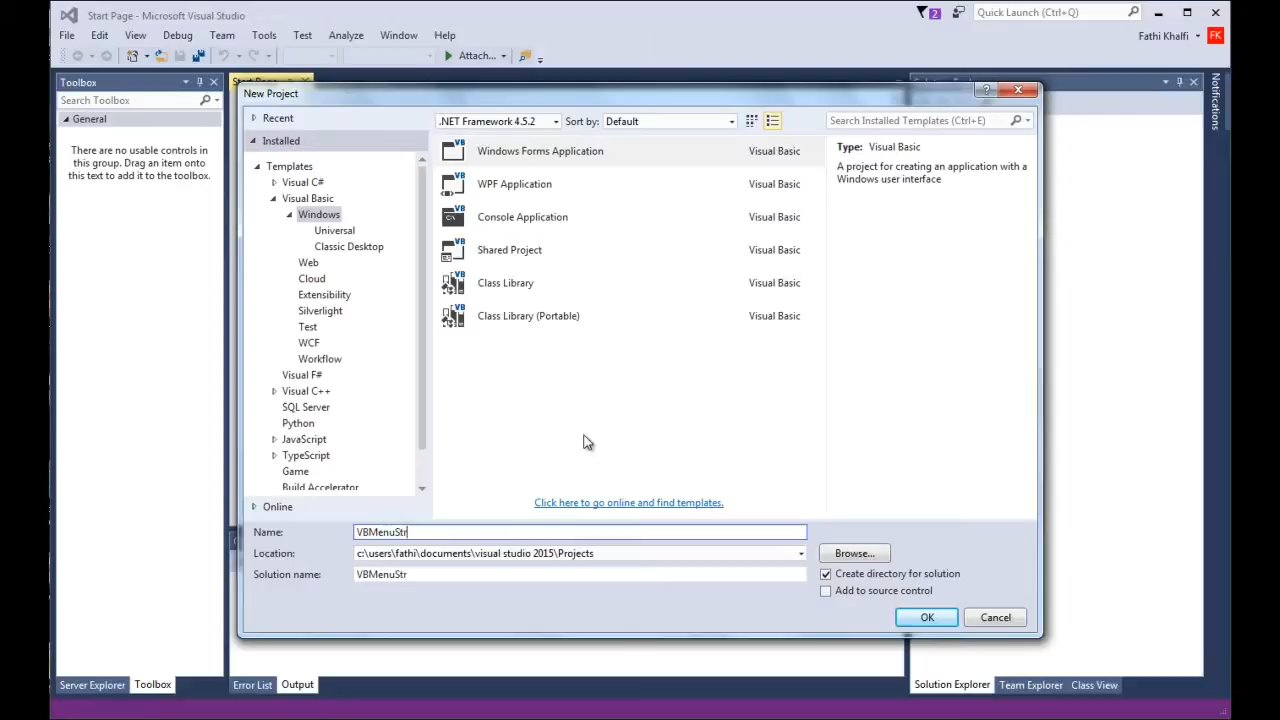 Start Page - Microsoft Visual Studio
2
Quick Launch (Ctrl+Q)
File Edit View Debug Team Tools Test Analyze Window Help
Fathi Khalfi
FK
Attach...
Toolbox
Search Toolbox
General
There are no usable controls in
this group. Drag an item onto
this text to add it to the toolbox.
New Project
Recent
Installed
Templates
Visual C#
Visual Basic
Windows
Universal
Classic Desktop
Web
Cloud
Extensibility
Silverlight
Test
WCF
Workflow
Visual F#
Visual C++
SQL Server
Python
JavaScript
TypeScript
Game
Build Accelerator
Online
.NET Framework 4.5.2
Sort by: Default
Search Installed Templates (Ctrl+E)
VB Windows Forms Application Visual Basic
VB WPF Application Visual Basic
VB Console Application Visual Basic
VB Shared Project Visual Basic
VB Class Library Visual Basic
VB Class Library (Portable) Visual Basic
Type: Visual Basic
A project for creating an application with a
Windows user interface
Click here to go online and find templates.
Name: VBMenuStr
Location: c:\users\fathi\documents\visual studio 2015\Projects
Browse...
Solution name: VBMenuStr
Create directory for solution
Add to source control
OK
Cancel
Notifications
Server Explorer Toolbox
Error List Output
Solution Explorer Team Explorer Class View